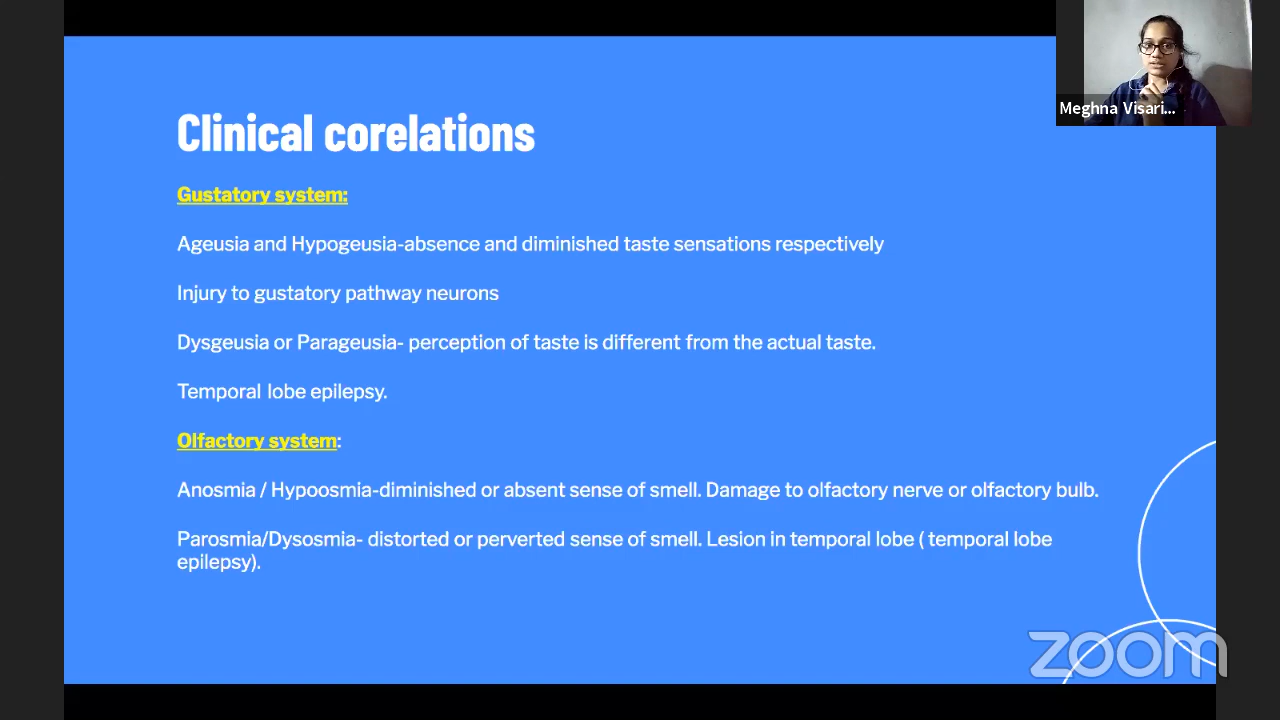 Meghna Visari...
Clinical corelations
Gustatory system:
Ageusia and Hypogeusia-absence and diminished taste sensations respectively
Injury to gustatory pathway neurons
Dysgeusia or Parageusia- perception of taste is different from the actual taste.
Temporal lobe epilepsy.
Olfactory system:
Anosmia / Hypoosmia-diminished or absent sense of smell. Damage to olfactory nerve or olfactory bulb.
Parosmia/Dysosmia- distorted or perverted sense of smell. Lesion in temporal lobe ( temporal lobe
epilepsy).
zoom